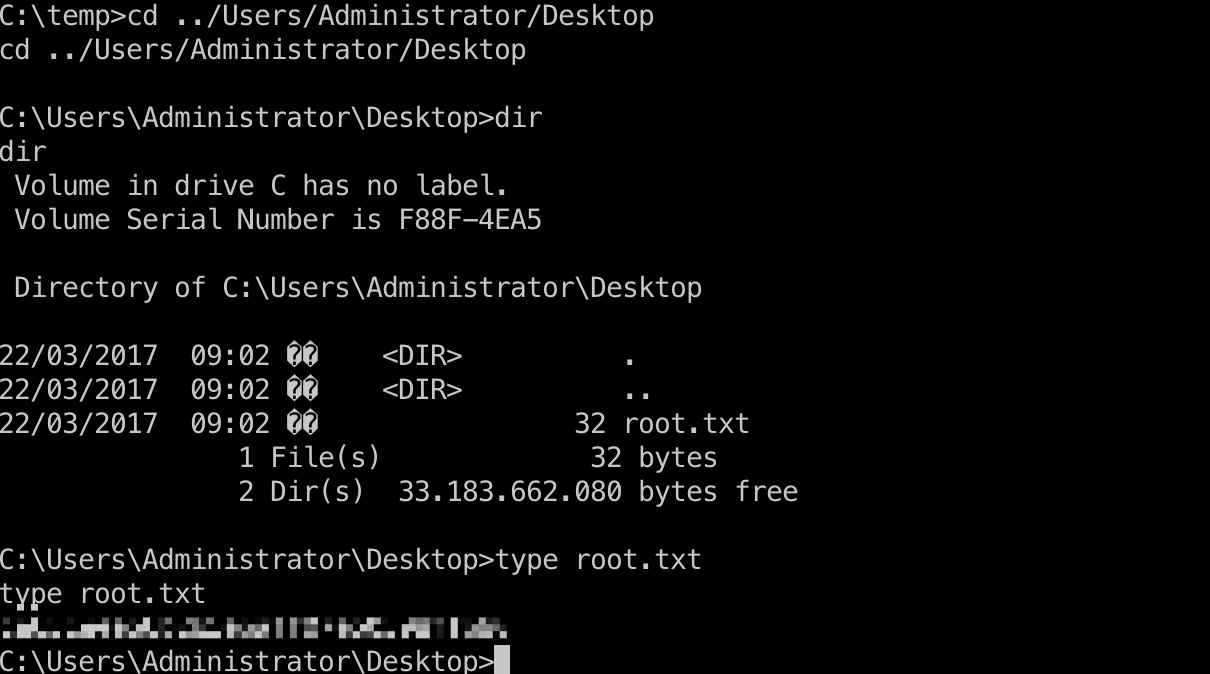 C:\temp>cd ../Users/Administrator/Desktop
cd ../Users/Administrator/Desktop
C:\Users\Administrator\Desktop>dir
dir
 Volume in drive C has no label.
 Volume Serial Number is F88F-4EA5
 Directory of C:\Users\Administrator\Desktop
22/03/2017  09:02 ��    <DIR>          .
22/03/2017  09:02 ��    <DIR>          ..
22/03/2017  09:02 ��                32 root.txt
               1 File(s)             32 bytes
               2 Dir(s)  33.183.662.080 bytes free
C:\Users\Administrator\Desktop>type root.txt
type root.txt
C:\Users\Administrator\Desktop>